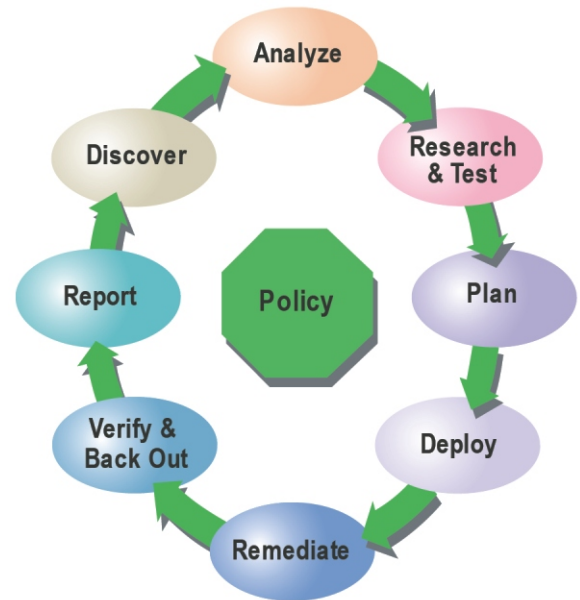 Analyze
Research
& Test
Plan
Deploy
Remediate
Verify &
Back Out
Report
Discover
Policy